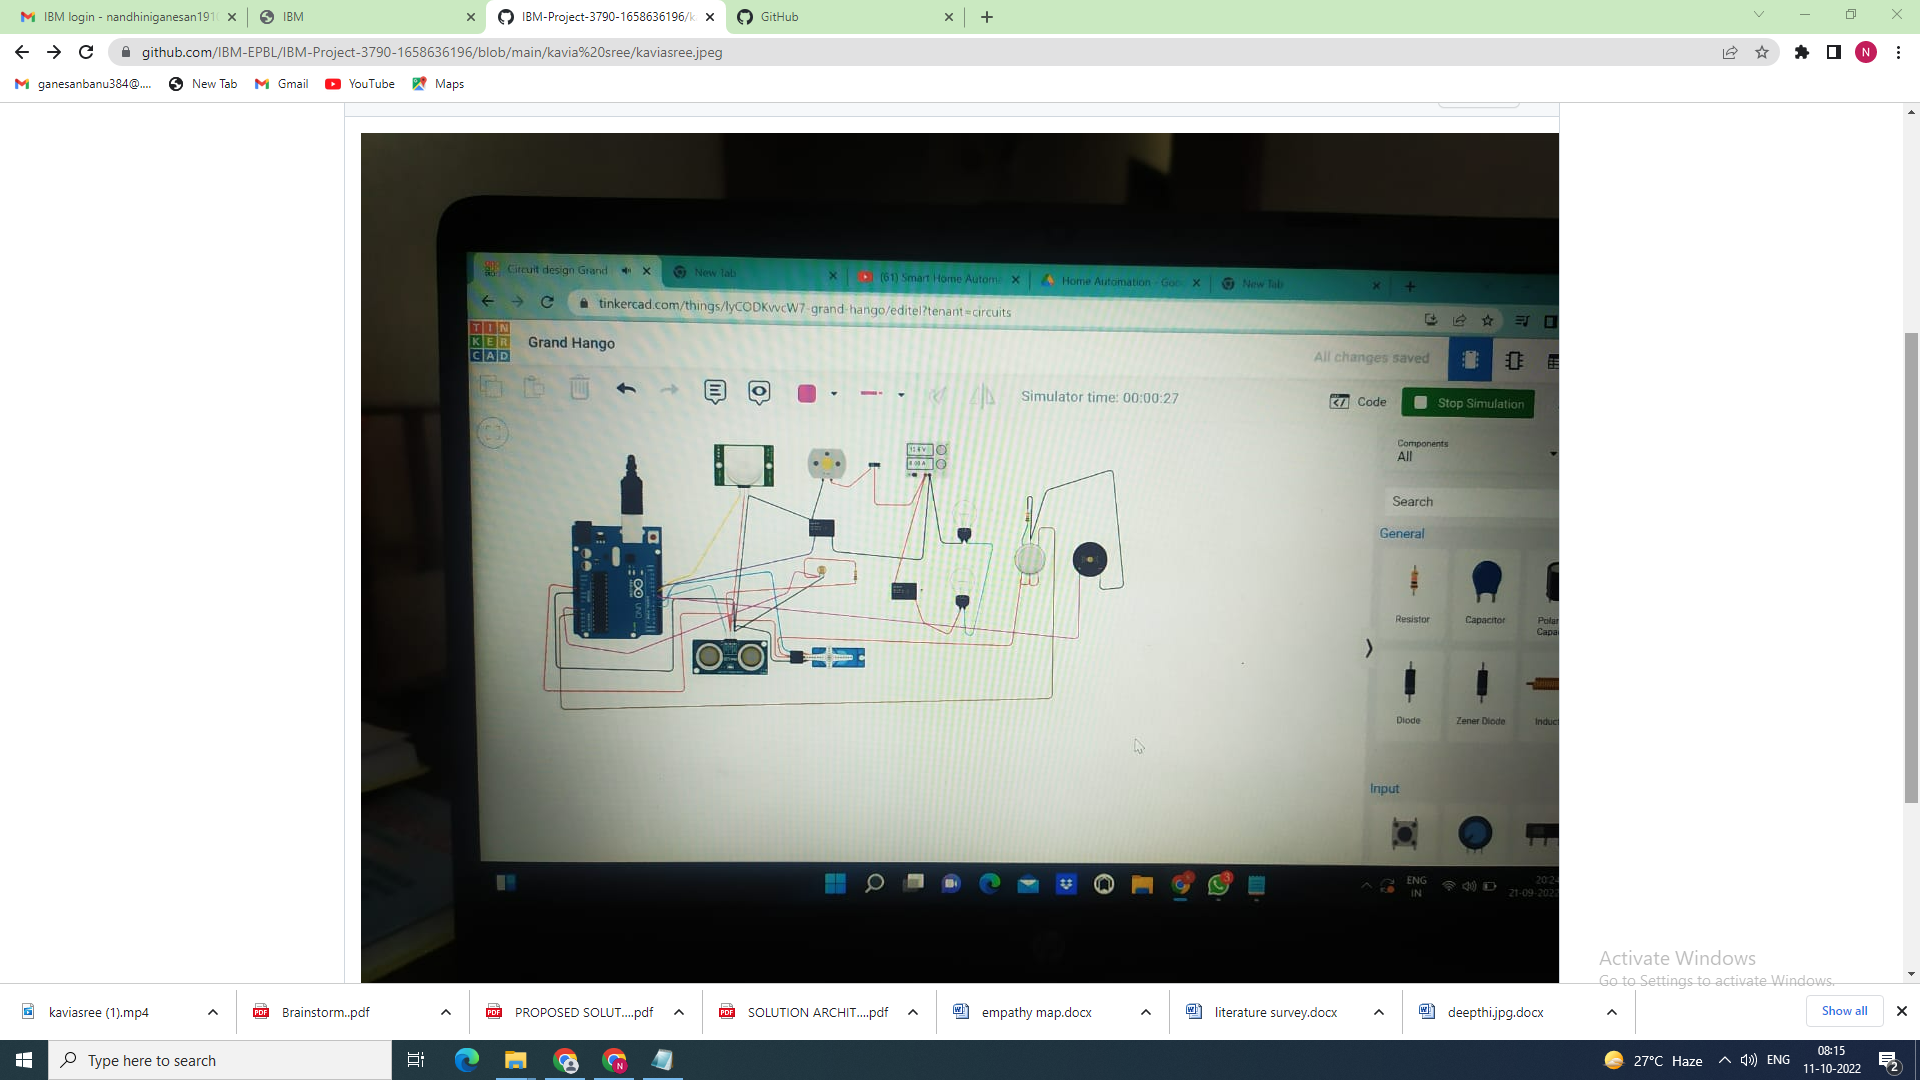 IBM login - nandhiniganesan191
IBM
IBM-Project-3790-1658636196/k
GitHub
github.com/IBM-EPBL/IBM-Project-3790-1658636196/blob/main/kavia%20sree/kaviasree.jpeg
N
ganesanbanu384@....
New Tab
Gmail
YouTube
Maps
Circuit design Grand
New Tab
(61) Smart Home Autom
Home Automation - Goo
New Tab
tinkercad.com/things/lyCODKvvcW7-grand-hango/editel?tenant=circuits
TIN
KER
CAD
Grand Hango
All changes saved
Simulator time: 00:00:27
Code
Stop Simulation
Components
All
Search
General
Resistor
Capacitor
Polar
Capa
Diode
Zener Diode
Induc
Input
ENG
IN
20:24
21-09-2022
3
Activate Windows
Go to Settings to activate Windows.
kaviasree (1).mp4
Brainstorm..pdf
PROPOSED SOLUT....pdf
SOLUTION ARCHIT....pdf
empathy map.docx
literature survey.docx
deepthi.jpg.docx
Show all
Type here to search
27°C Haze
ENG
08:15
11-10-2022
2